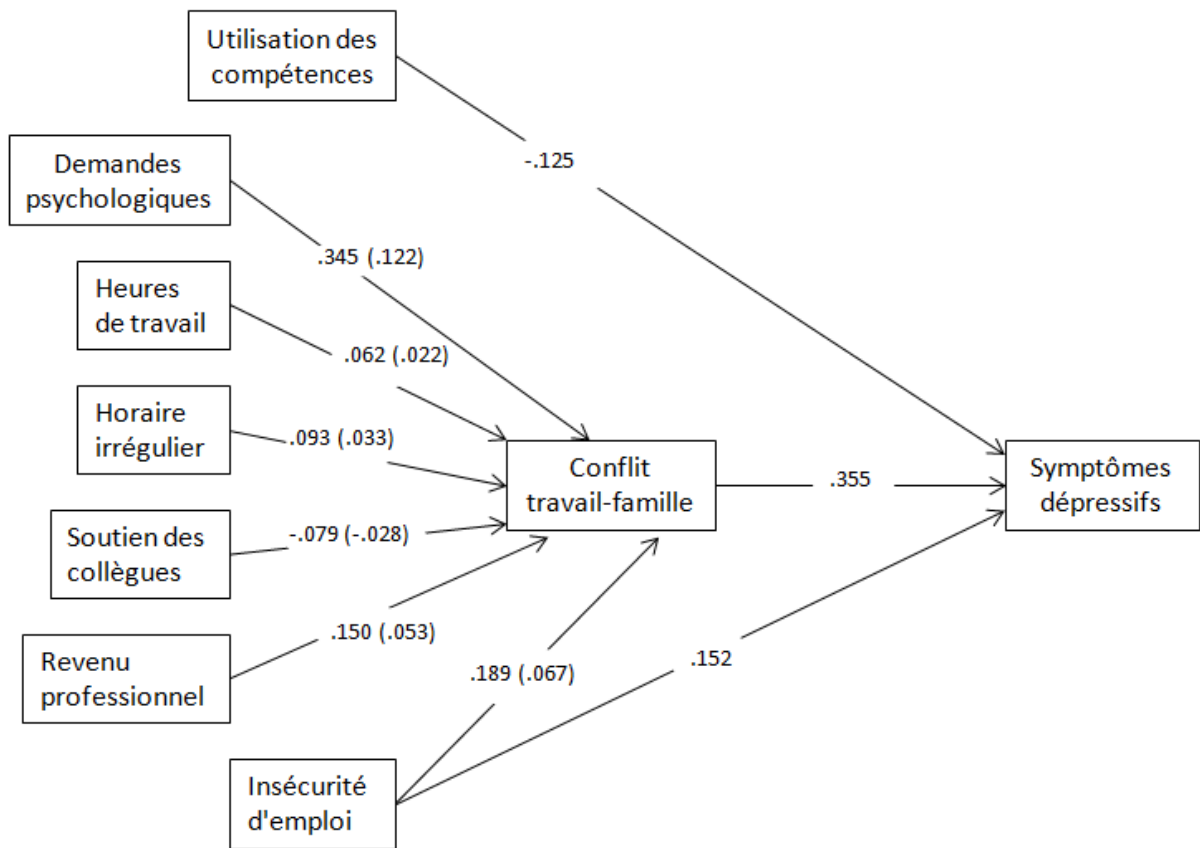 Utilisation des
compétences
-.125
Demandes
psychologiques
.345 (.122)
Heures
de travail
.062 (.022)
Horaire
irrégulier
.093 (.033)
Conflit
travail-famille
.355
Symptômes
dépressifs
Soutien des
collègues
-.079 (-.028)
.150 (.053)
Revenu
professionnel
.189 (.067)
.152
Insécurité
d'emploi